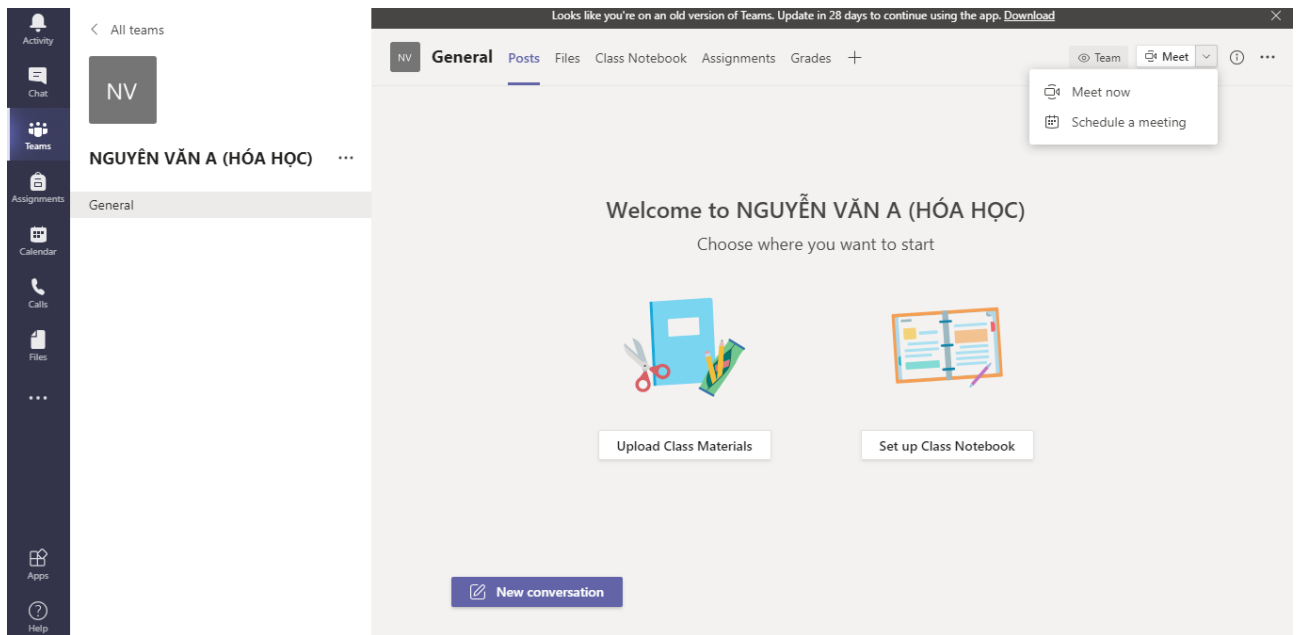 Activity
Chat
Teams
Assignments
Calendar
Calls
Files
Apps
Help
All teams
NV
NGUYÊN VĂN A (HÓA HỌC)
General
Looks like you're on an old version of Teams. Update in 28 days to continue using the app. Download
NV General Posts Files Class Notebook Assignments Grades
Team Meet
Meet now
Schedule a meeting
Welcome to NGUYỄN VĂN A (HÓA HỌC)
Choose where you want to start
Upload Class Materials Set up Class Notebook
New conversation